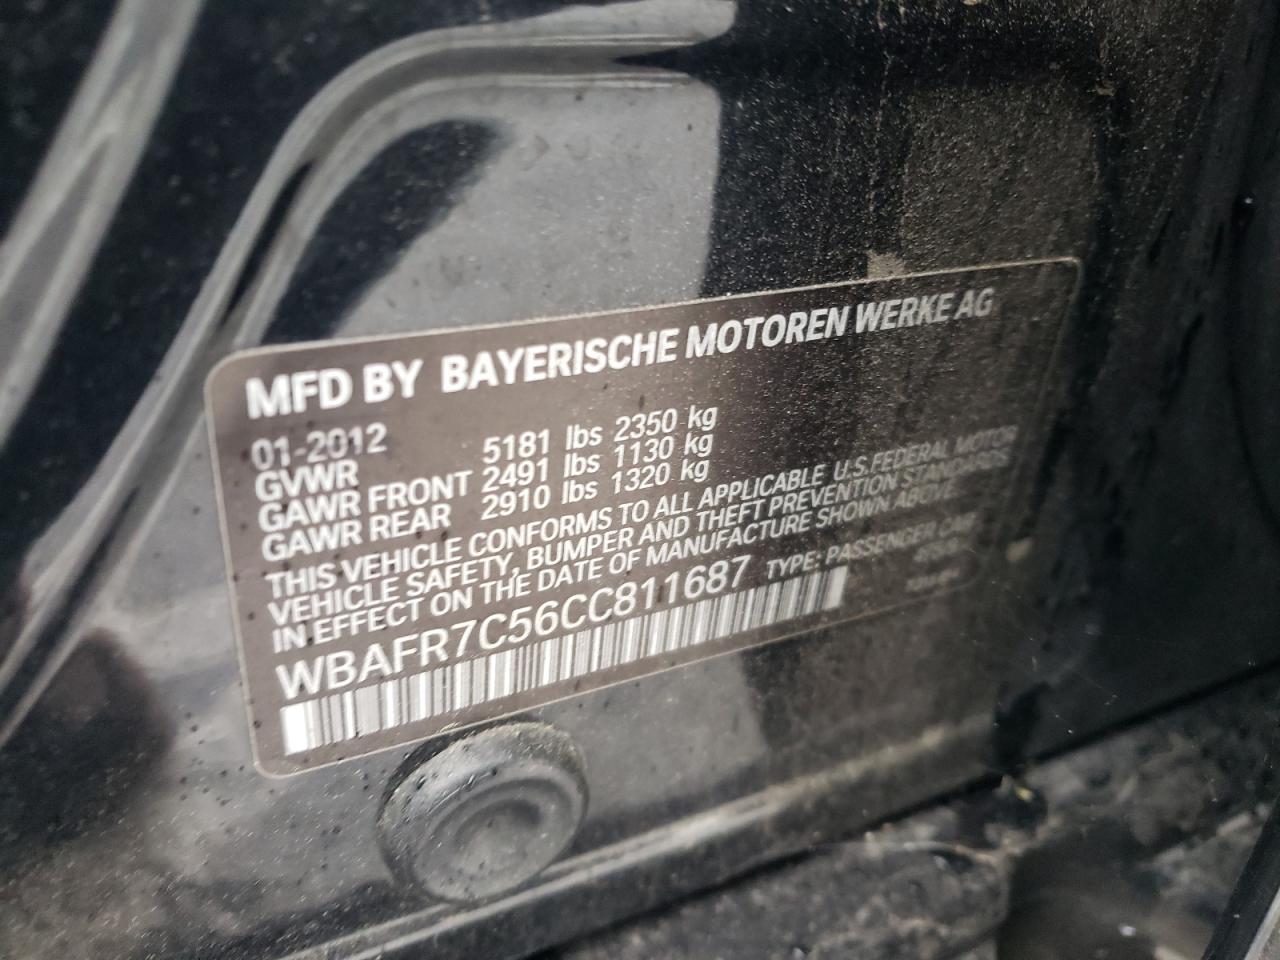 MFD BY BAYERISCHE MOTOREN WERKE AG
01-2012
GVWR 5181 lbs 2350 kg
GAWR FRONT 2491 lbs 1130 kg
GAWR REAR 2910 lbs 1320 kg
THIS VEHICLE CONFORMS TO ALL APPLICABLE U.S.FEDERAL MOTOR
VEHICLE SAFETY, BUMPER AND THEFT PREVENTION STANDARDS
IN EFFECT ON THE DATE OF MANUFACTURE SHOWN ABOVE
WBAFR7C56CC811687 TYPE: PASSENGER CAR